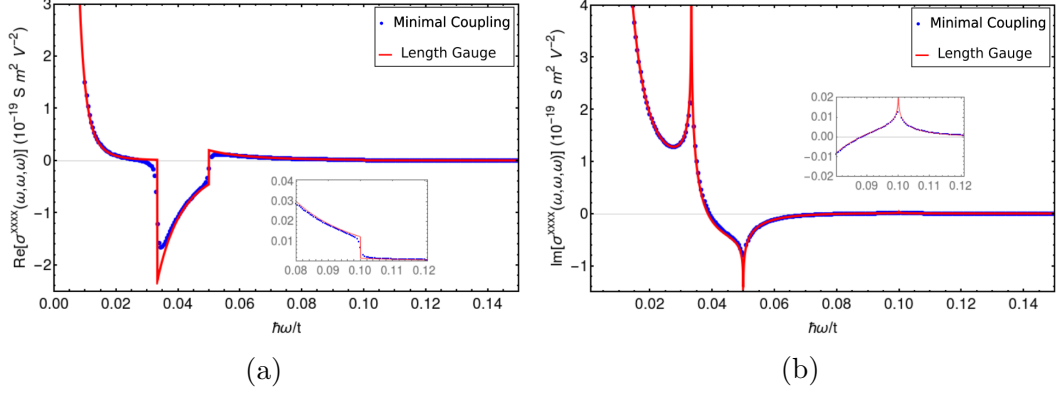 3
2
1
0
-1
-2
Re[σ^xxxx(ω,ω,ω)] (10^-19 S m^2 V^-2)
Minimal Coupling
Length Gauge
0.04
0.03
0.02
0.01
0.08 0.09 0.10 0.11 0.12
0.00 0.02 0.04 0.06 0.08 0.10 0.12 0.14
ħω/t
(a)
4
3
2
1
0
-1
Im[σ^xxxx(ω,ω,ω)] (10^-19 S m^2 V^-2)
Minimal Coupling
Length Gauge
0.02
0.01
0.00
-0.01
-0.02
0.09 0.10 0.11 0.12
0.02 0.04 0.06 0.08 0.10 0.12 0.14
ħω/t
(b)